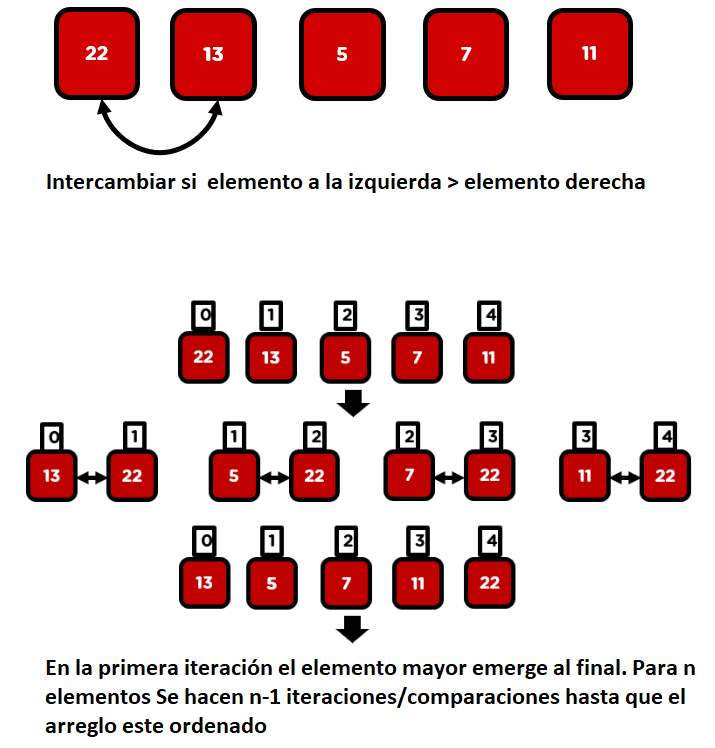 22 13 5 7 11
Intercambiar si elemento a la izquierda > elemento derecha
0 1 2 3 4
22 13 5 7 11
0 1 1 2 2 3 3 4
13 22 5 22 7 22 11 22
0 1 2 3 4
13 5 7 11 22
En la primera iteración el elemento mayor emerge al final. Para n
elementos Se hacen n-1 iteraciones/comparaciones hasta que el
arreglo este ordenado